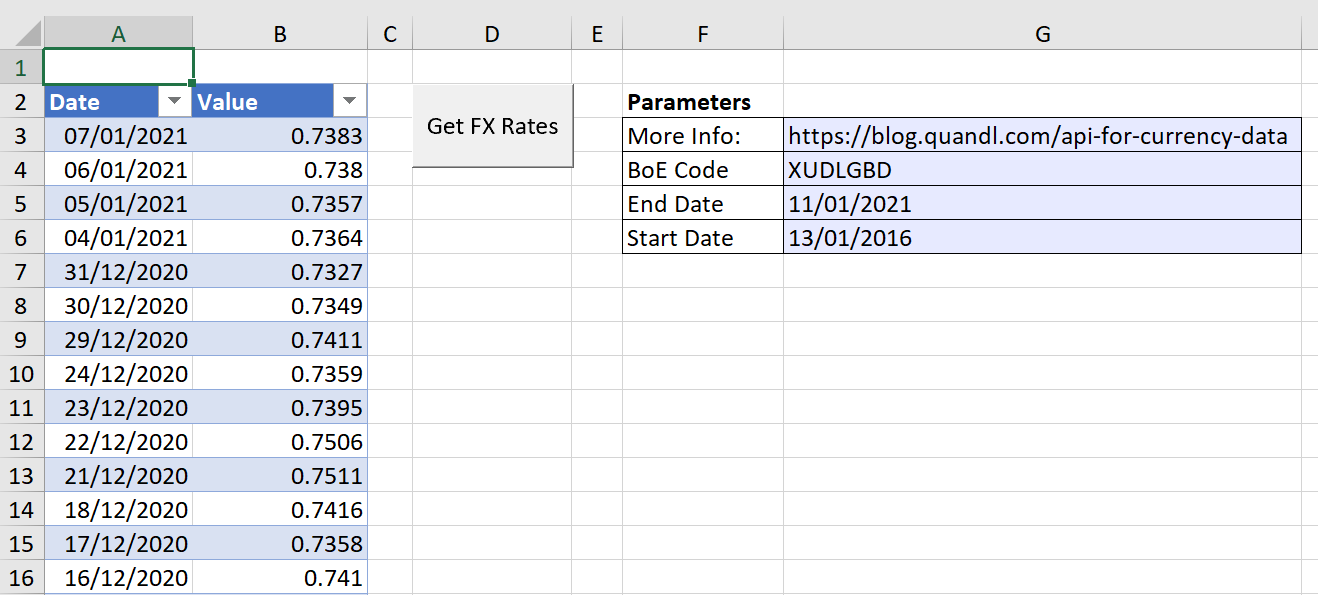 A B C D E F G
1
2 Date Value Parameters
Get FX Rates
3 07/01/2021 0.7383 More Info: https://blog.quandl.com/api-for-currency-data
4 06/01/2021 0.738 BoE Code XUDLGBD
5 05/01/2021 0.7357 End Date 11/01/2021
6 04/01/2021 0.7364 Start Date 13/01/2016
7 31/12/2020 0.7327
8 30/12/2020 0.7349
9 29/12/2020 0.7411
10 24/12/2020 0.7359
11 23/12/2020 0.7395
12 22/12/2020 0.7506
13 21/12/2020 0.7511
14 18/12/2020 0.7416
15 17/12/2020 0.7358
16 16/12/2020 0.741